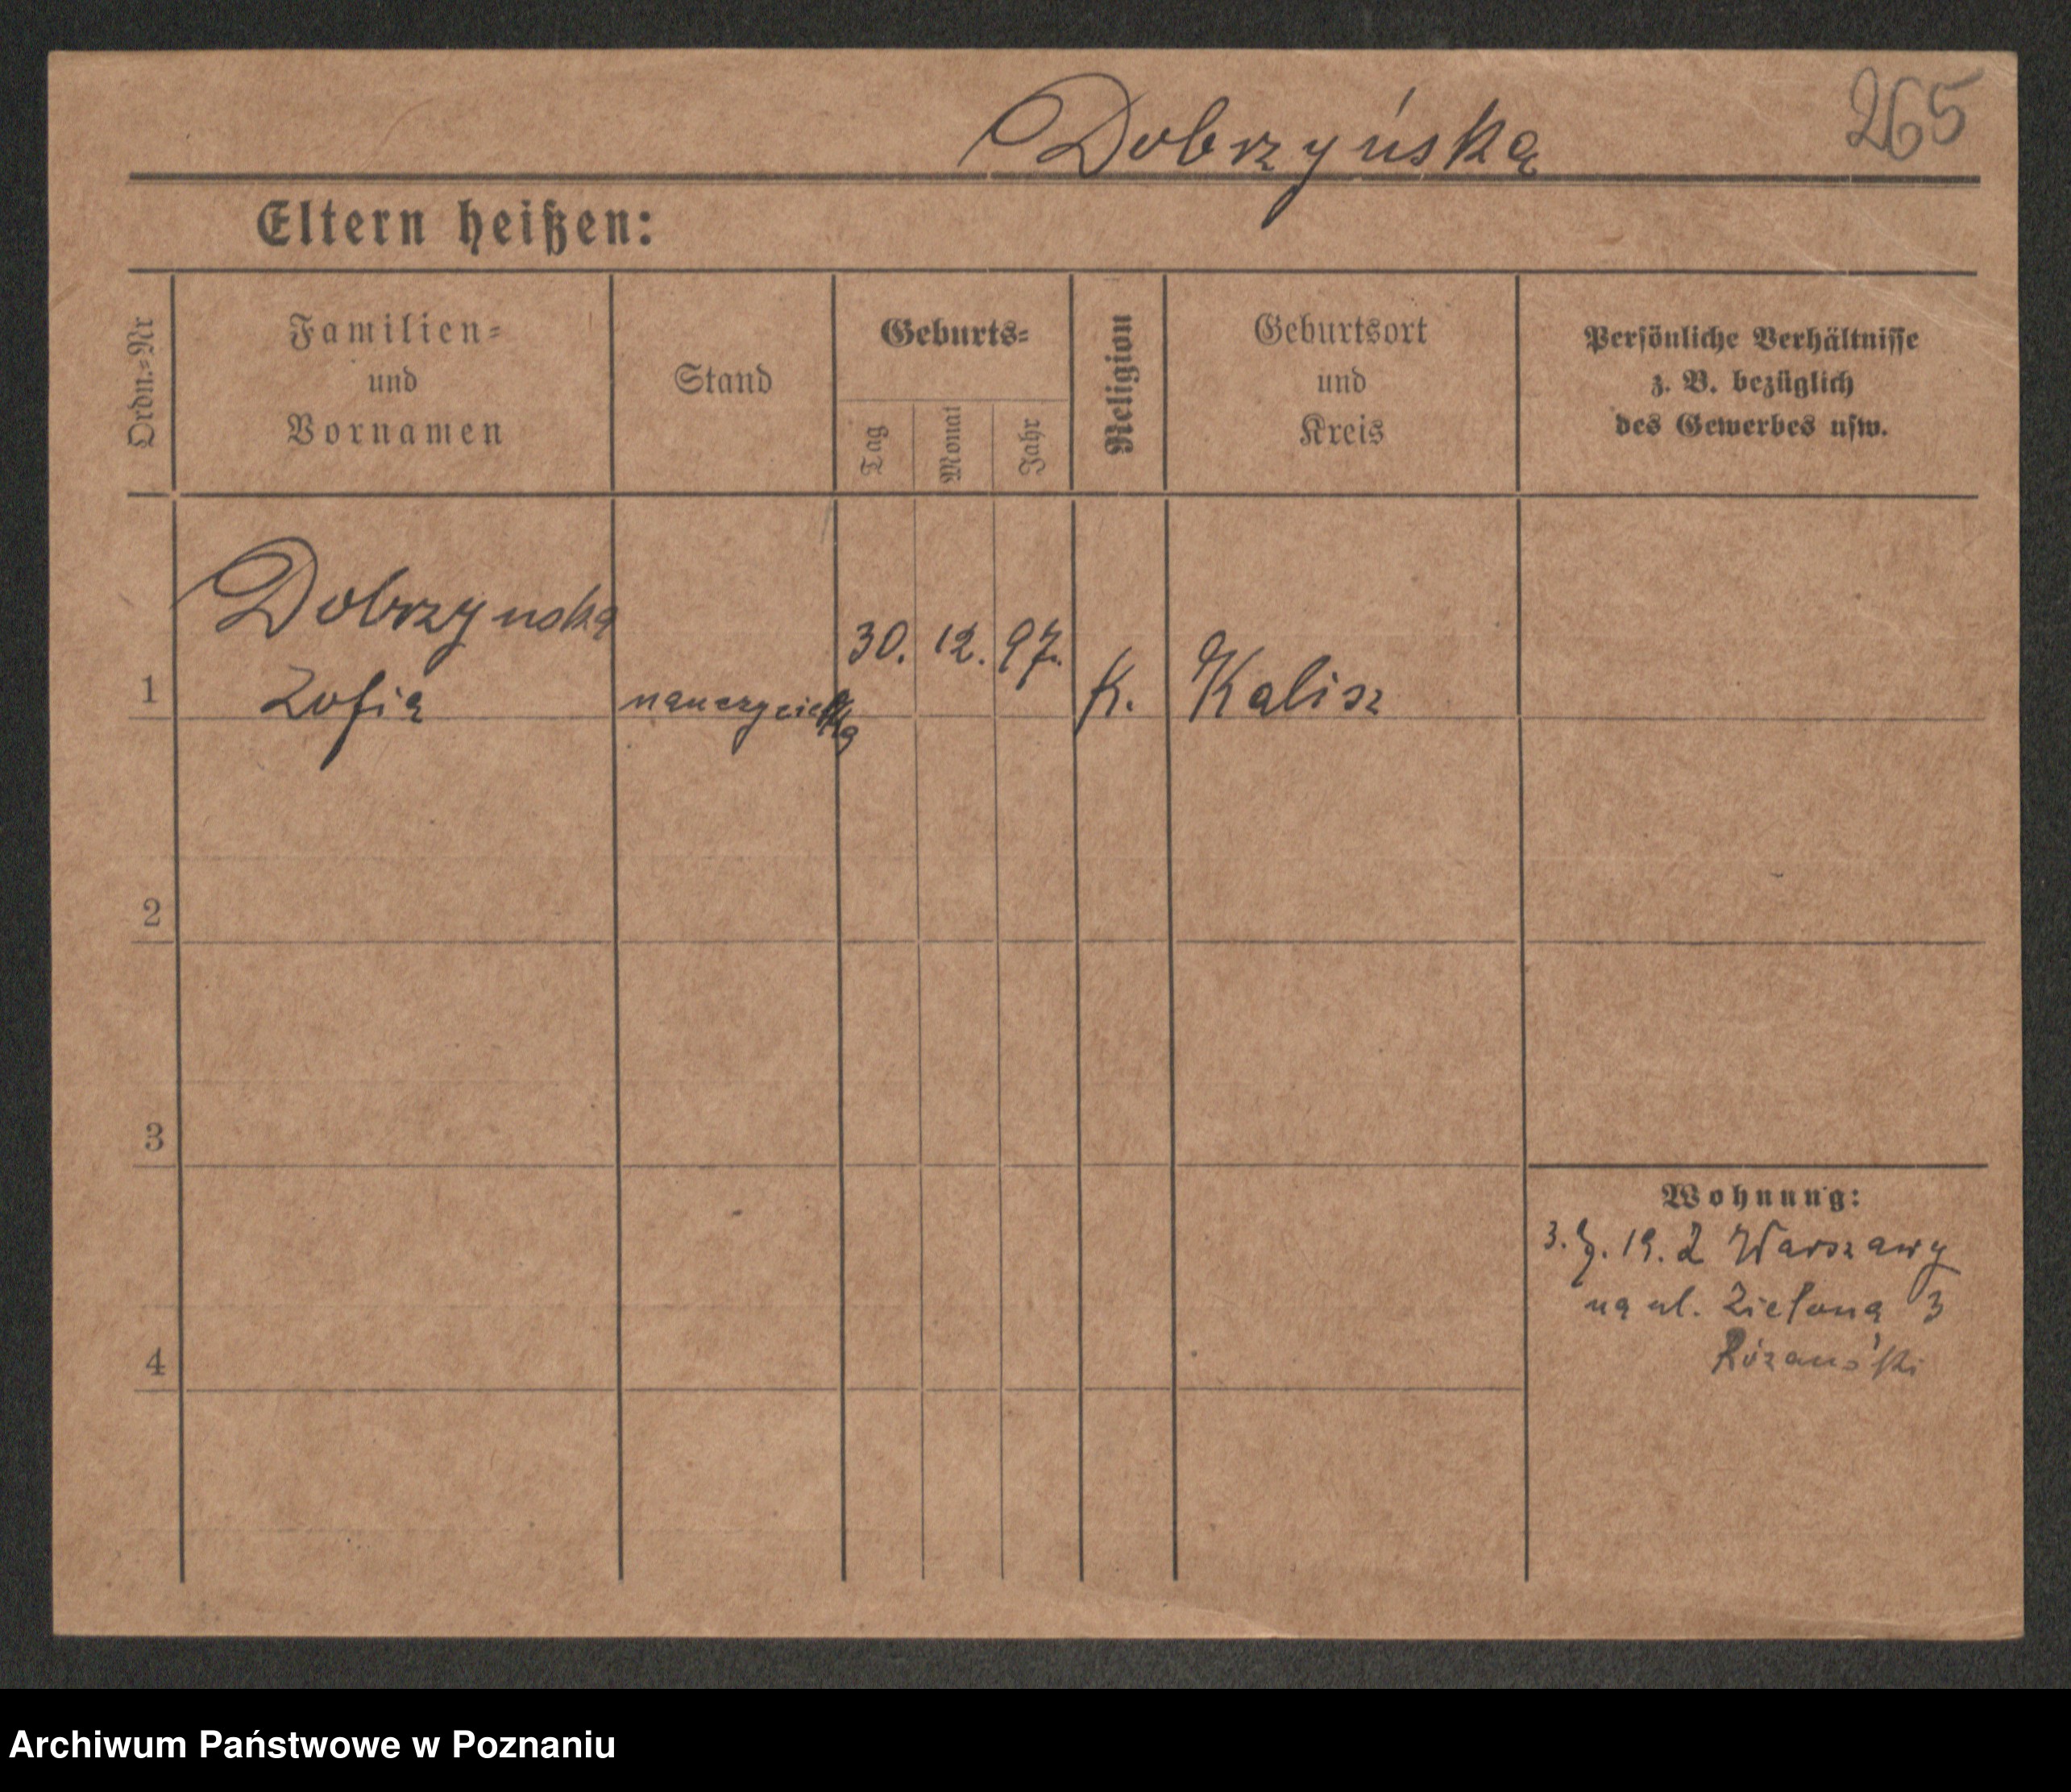 265
Dobrzyńska
Eltern heißen:
Ordn.-Nr
Familien-
und
Vornamen
Stand
Geburts-
Tag
Monat
Jahr
Religion
Geburtsort
und
Kreis
Persönliche Verhältnisse
z. B. bezüglich
des Gewerbes usw.
Dobrzynska
1 Zofia nauczycielka 30. 12. 97. K. Kalisz
2
3
4
Wohnung:
3. 19. Z Warszawy
na ul. Zielona 3
Rózanski
Archiwum Państwowe w Poznaniu